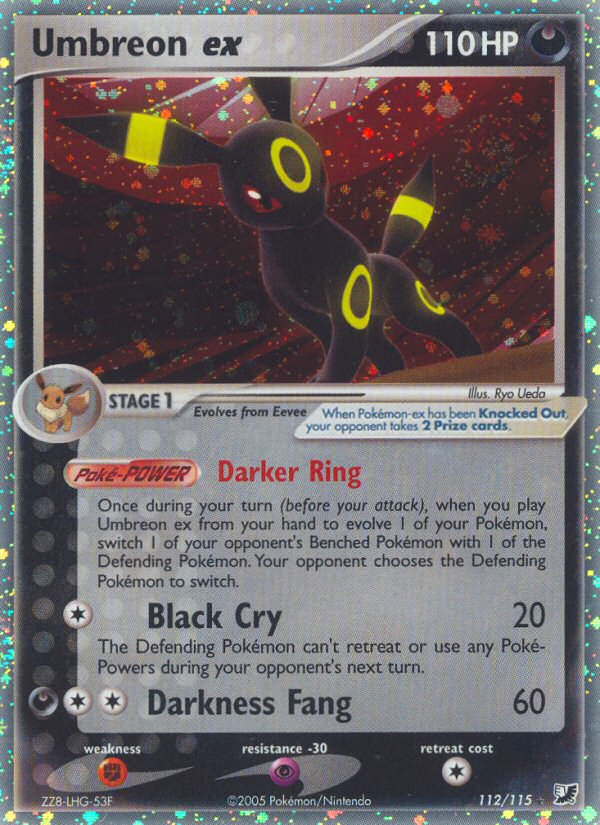 Umbreon ex 110 HP
Illus. Ryo Ueda
STAGE 1
Evolves from Eevee
When Pokémon-ex has been Knocked Out,
your opponent takes 2 Prize cards.
Poké-POWER Darker Ring
Once during your turn (before your attack), when you play
Umbreon ex from your hand to evolve 1 of your Pokémon,
switch 1 of your opponent's Benched Pokémon with 1 of the
Defending Pokémon. Your opponent chooses the Defending
Pokémon to switch.
Black Cry 20
The Defending Pokémon can't retreat or use any Poké-
Powers during your opponent's next turn.
Darkness Fang 60
weakness resistance -30 retreat cost
ZZ8-LHG-53F ©2005 Pokémon/Nintendo 112/115